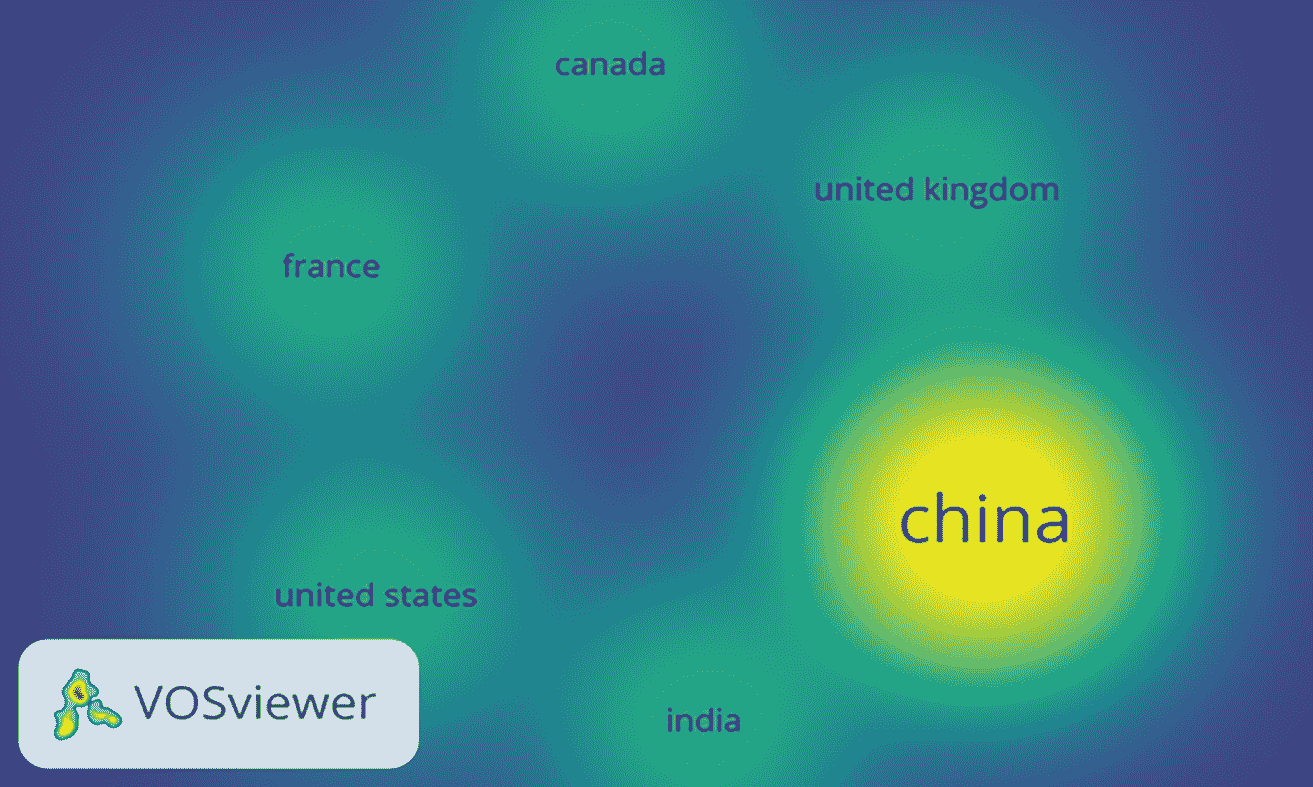 canada
united kingdom
france
china
united states
VOSviewer
india